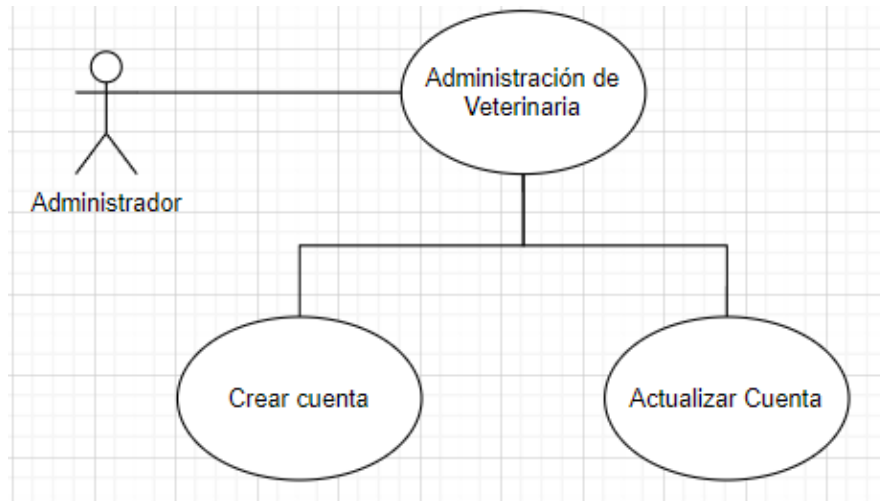 Administración de
Veterinaria
Administrador
Crear cuenta
Actualizar Cuenta